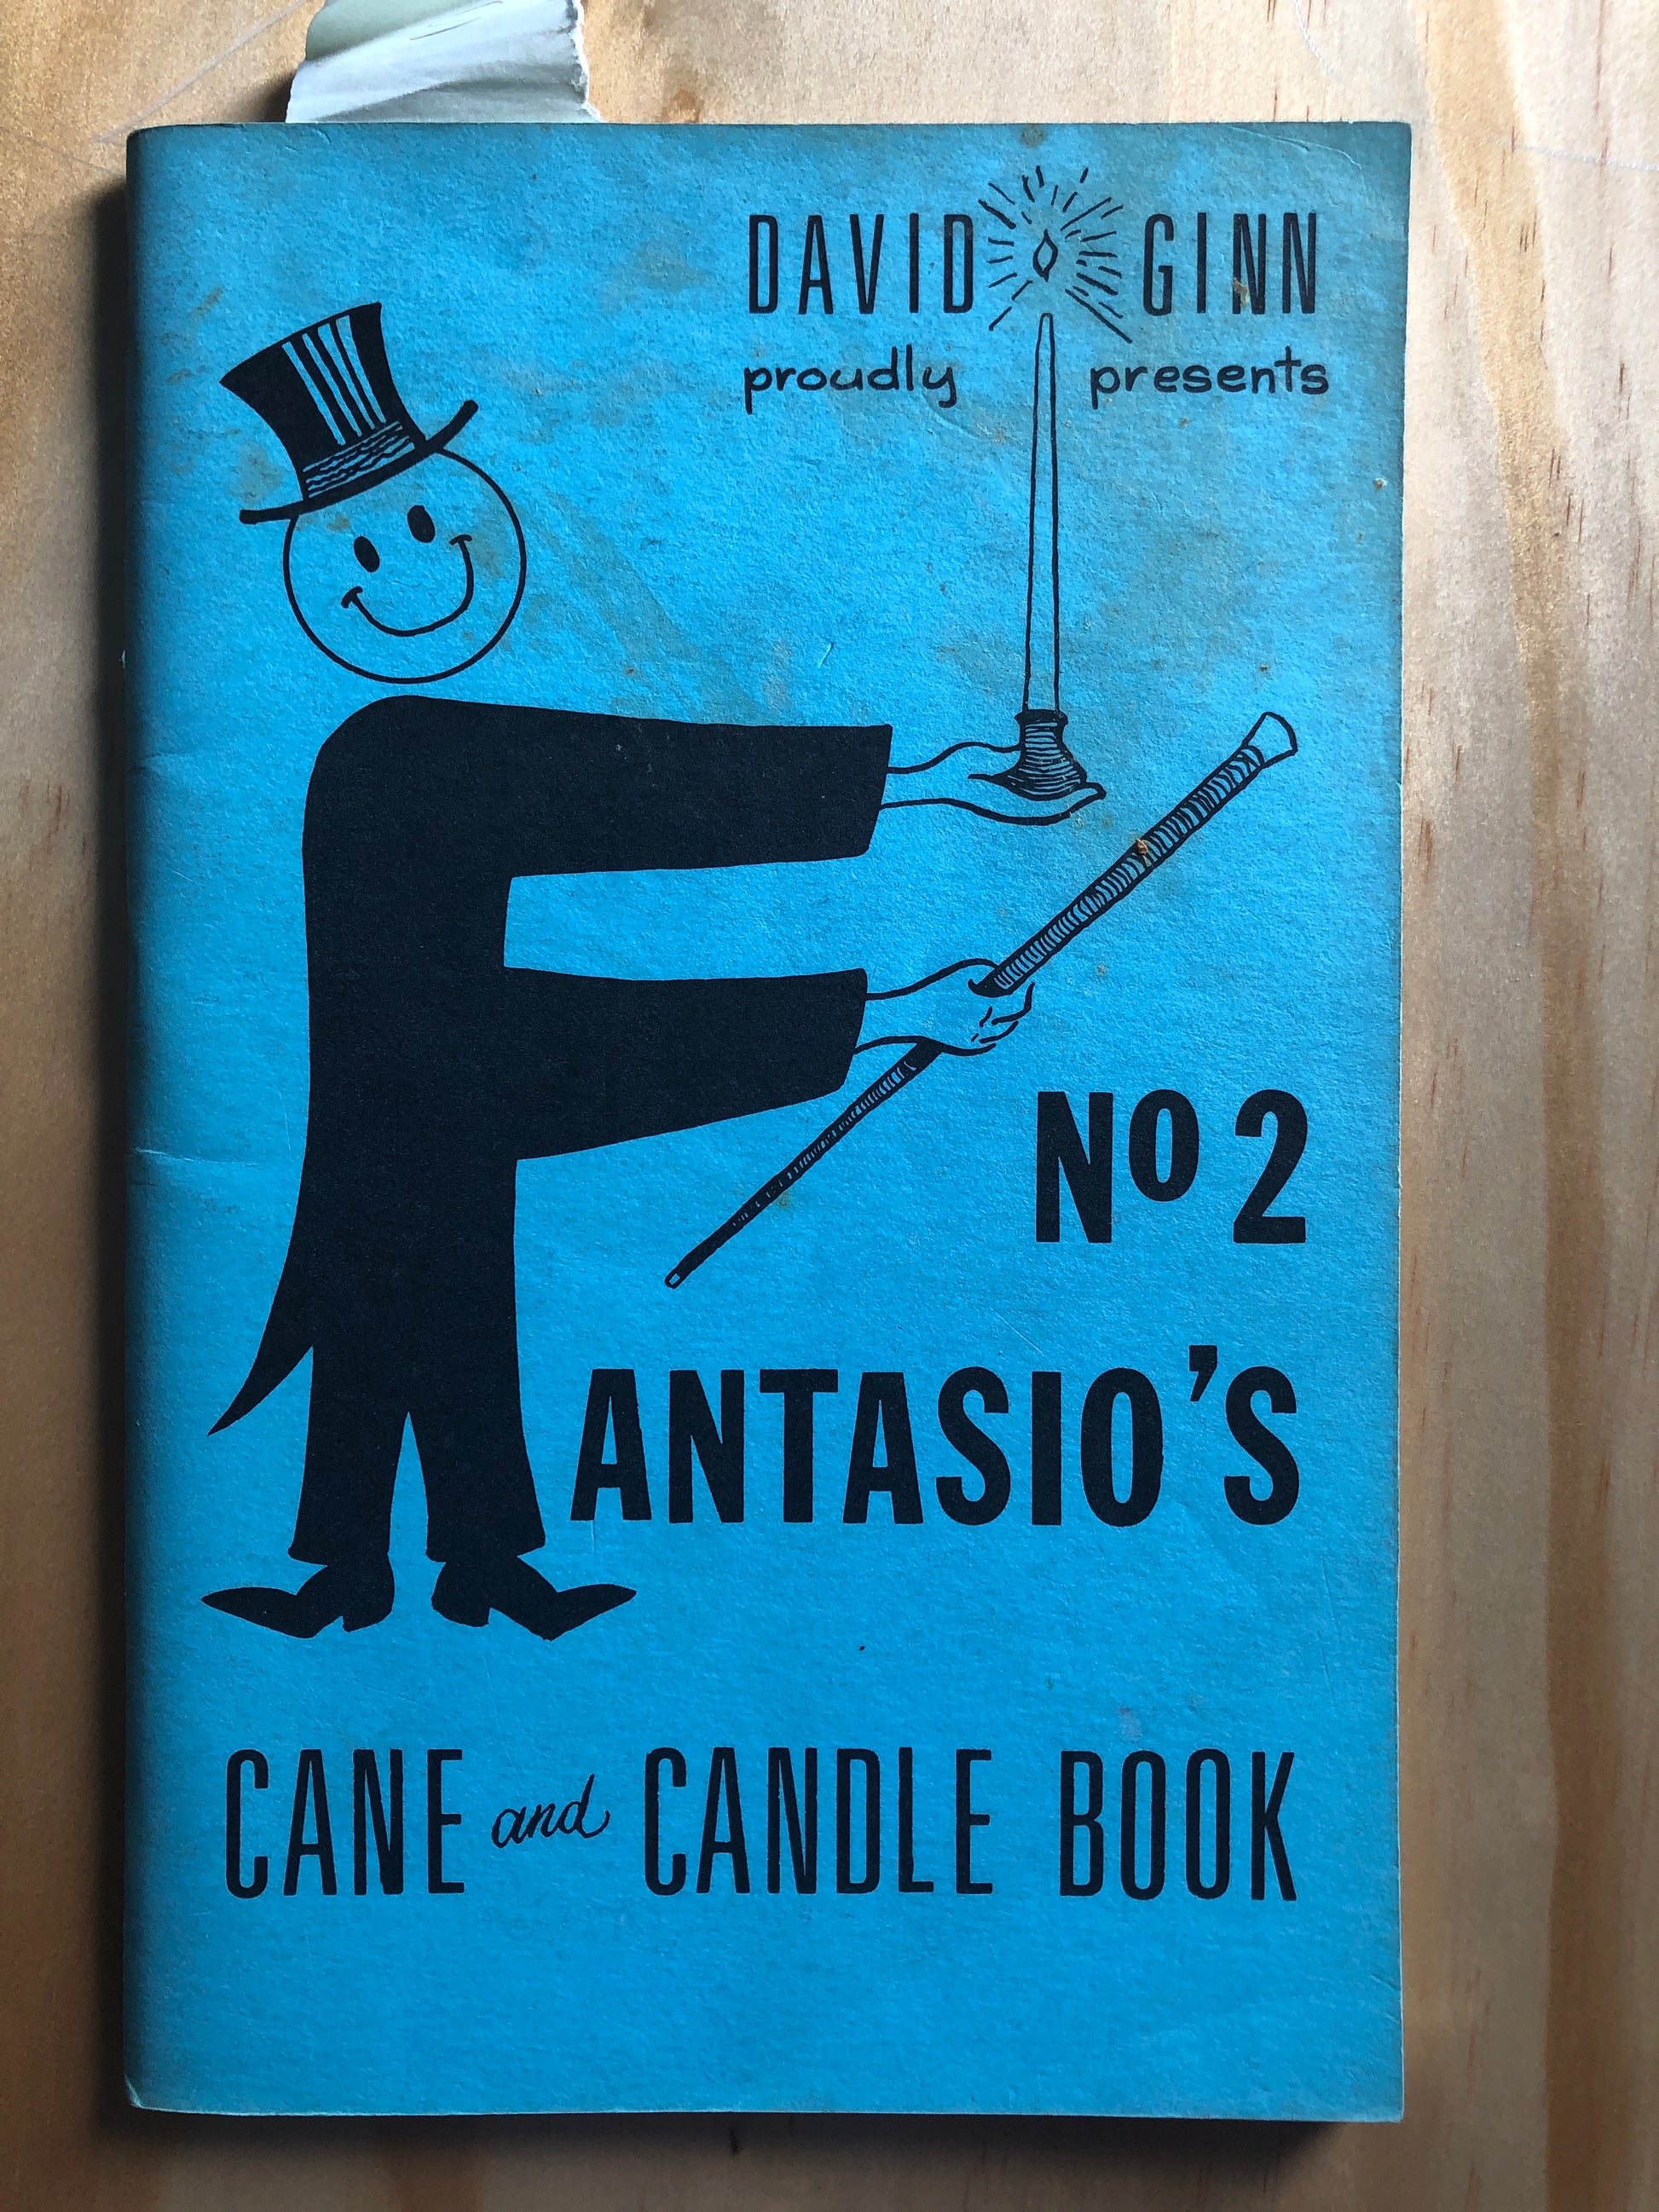 DAVID GINN
proudly presents
No 2
FANTASIO'S
CANE and CANDLE BOOK